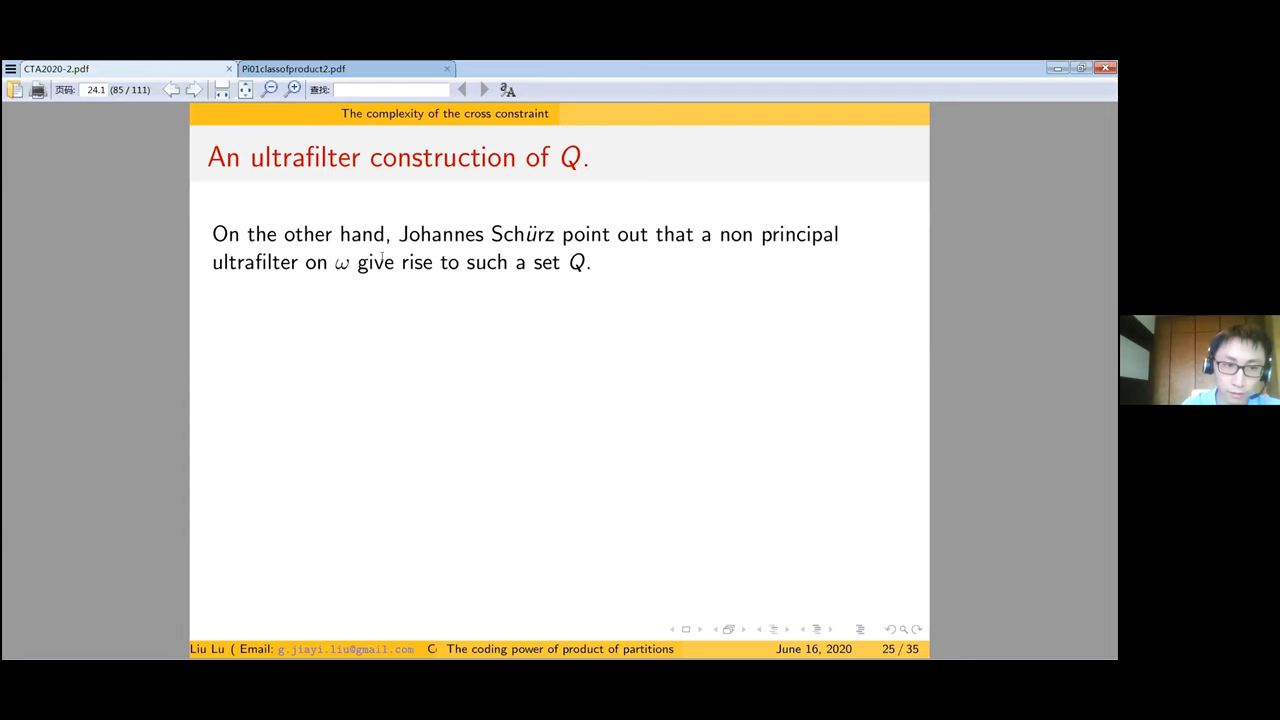 CTA2020-2.pdf
Pi01classofproduct2.pdf
页码: 24.1 (85 / 111) 查找:
The complexity of the cross constraint
An ultrafilter construction of Q.
On the other hand, Johannes Schürz point out that a non principal
ultrafilter on ω give rise to such a set Q.
Liu Lu ( Email: g.jiayi.liu@gmail.com The coding power of product of partitions June 16, 2020 25 / 35